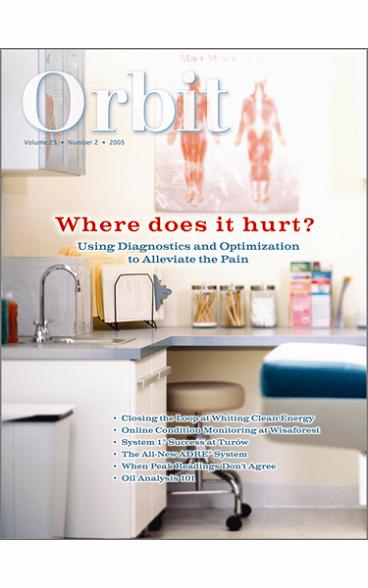 Major Muscle
Orbit
Volume 25 • Number 2 • 2005
Where does it hurt?
Using Diagnostics and Optimization
to Alleviate the Pain
• Closing the Loop at Whiting Clean Energy
• Online Condition Monitoring at Wisaforest
• System 1® Success at Turów
• The All-New ADRE® System
• When Peak Readings Don't Agree
• Oil Analysis 101